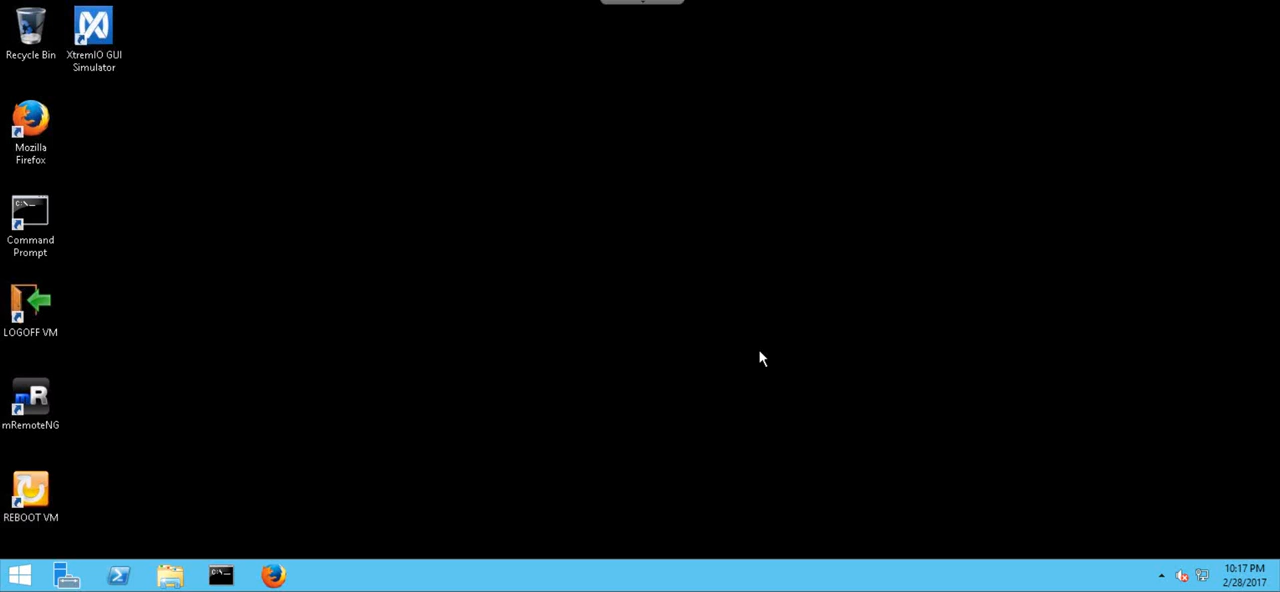 Recycle Bin
XtremIO GUI
Simulator
Mozilla
Firefox
C:\_
Command
Prompt
LOGOFF VM
mR
mRemoteNG
REBOOT VM
C:\_
10:17 PM
2/28/2017